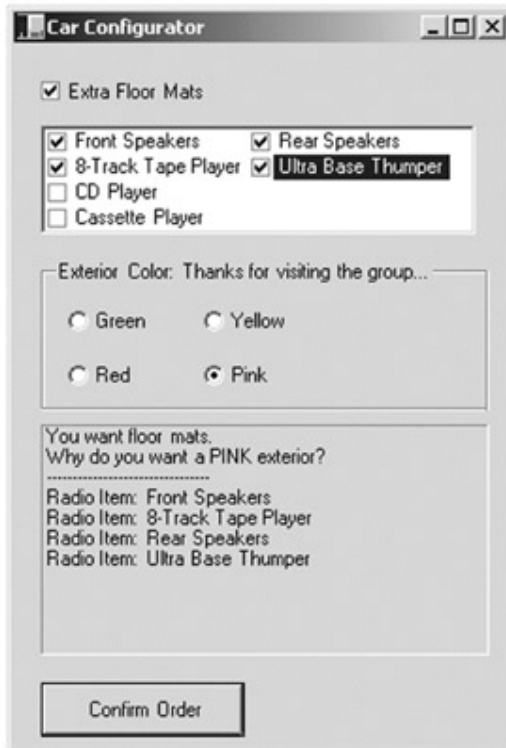 Car Configurator
Extra Floor Mats
Front Speakers Rear Speakers
8-Track Tape Player Ultra Base Thumper
CD Player
Cassette Player
Exterior Color: Thanks for visiting the group...
Green Yellow
Red Pink
You want floor mats.
Why do you want a PINK exterior?
--------------------------------
Radio Item: Front Speakers
Radio Item: 8-Track Tape Player
Radio Item: Rear Speakers
Radio Item: Ultra Base Thumper
Confirm Order